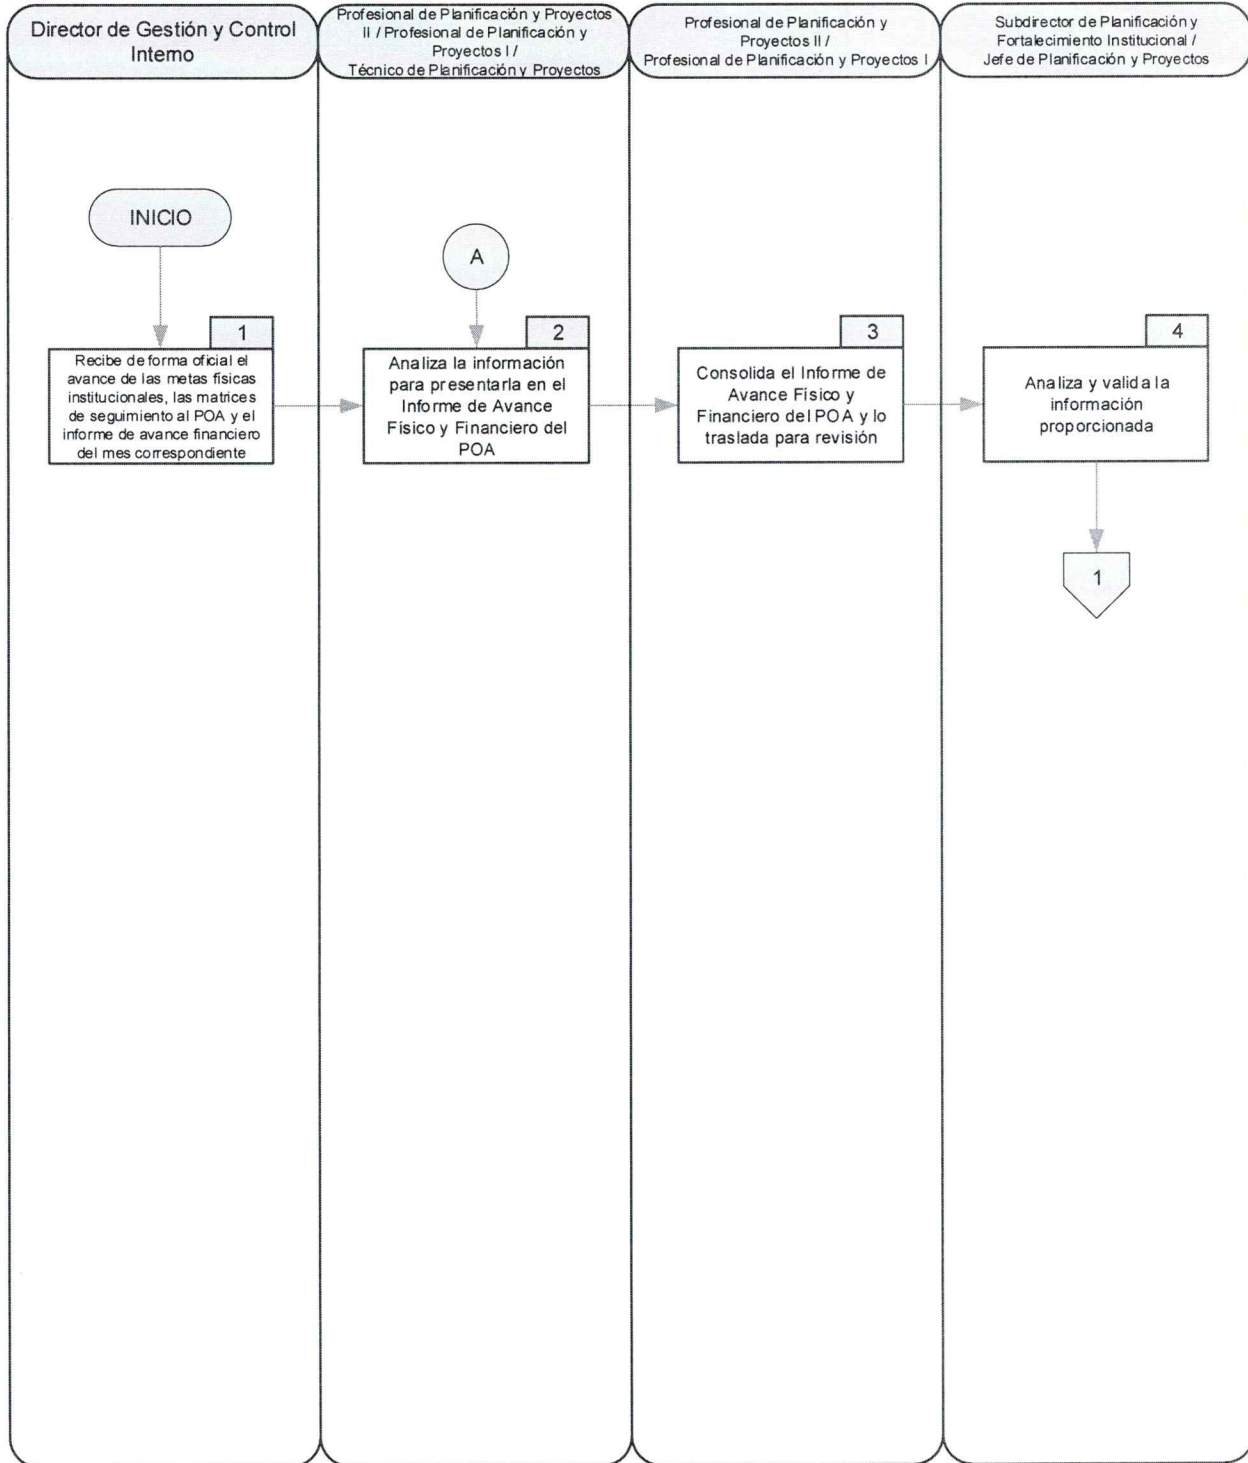 Director de Gestión y Control
Interno
Profesional de Planificación y Proyectos
II / Profesional de Planificación y
Proyectos I /
Técnico de Planificación y Proyectos
Profesional de Planificación y
Proyectos II /
Profesional de Planificación y Proyectos I
Subdirector de Planificación y
Fortalecimiento Institucional /
Jefe de Planificación y Proyectos
INICIO
A
1
Recibe de forma oficial el
avance de las metas físicas
institucionales, las matrices
de seguimiento al POA y el
informe de avance financiero
del mes correspondiente
2
Analiza la información
para presentarla en el
Informe de Avance
Físico y Financiero del
POA
3
Consolida el Informe de
Avance Físico y
Financiero del POA y lo
traslada para revisión
4
Analiza y valida la
información
proporcionada
1